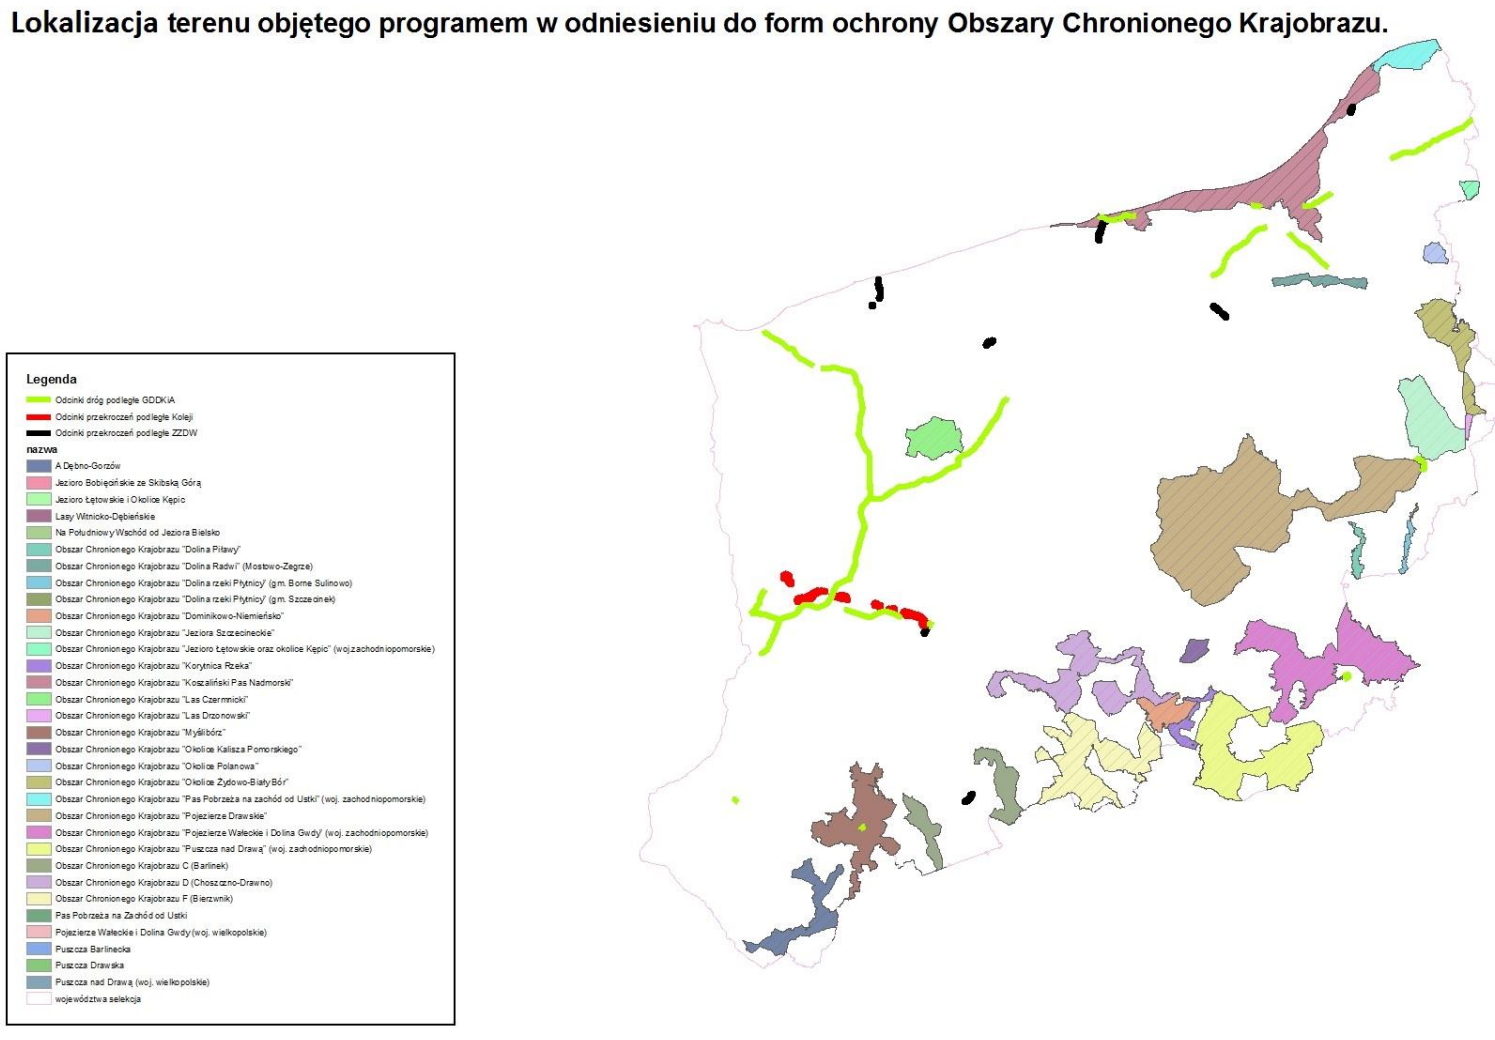 Lokalizacja terenu objętego programem w odniesieniu do form ochrony Obszary Chronionego Krajobrazu.
Legenda
Odcinki dróg podległe GDDKiA
Odcinki przekroczeń podległe Koleji
Odcinki przekroczeń podległe ZZDW
nazwa
A Dębno-Gorzów
Jezioro Bobięcińskie ze Skibską Górą
Jezioro Łętowskie i Okolice Kępic
Lasy Witnicko-Dębieńskie
Na Południowy Wschód od Jeziora Bielsko
Obszar Chronionego Krajobrazu "Dolina Piławy"
Obszar Chronionego Krajobrazu "Dolina Radwi" (Mostowo-Zegrze)
Obszar Chronionego Krajobrazu "Dolina rzeki Płytnicy" (gm. Borne Sulinowo)
Obszar Chronionego Krajobrazu "Dolina rzeki Płytnicy" (gm. Szczecinek)
Obszar Chronionego Krajobrazu "Dominikowo-Niemieńsko"
Obszar Chronionego Krajobrazu "Jeziora Szczecineckie"
Obszar Chronionego Krajobrazu "Jezioro Łętowskie oraz okolice Kępic" (woj.zachodniopomorskie)
Obszar Chronionego Krajobrazu "Korytnica Rzeka"
Obszar Chronionego Krajobrazu "Koszaliński Pas Nadmorski"
Obszar Chronionego Krajobrazu "Las Czermnicki"
Obszar Chronionego Krajobrazu "Las Drzonowski"
Obszar Chronionego Krajobrazu "Myślibórz"
Obszar Chronionego Krajobrazu "Okolice Kalisza Pomorskiego"
Obszar Chronionego Krajobrazu "Okolice Polanowa"
Obszar Chronionego Krajobrazu "Okolice Żydowo-Biały Bór"
Obszar Chronionego Krajobrazu "Pas Pobrzeża na zachód od Ustki" (woj. zachodniopomorskie)
Obszar Chronionego Krajobrazu "Pojezierze Drawskie"
Obszar Chronionego Krajobrazu "Pojezierze Wałeckie i Dolina Gwdy" (woj. zachodniopomorskie)
Obszar Chronionego Krajobrazu "Puszcza nad Drawą" (woj. zachodniopomorskie)
Obszar Chronionego Krajobrazu C (Barlinek)
Obszar Chronionego Krajobrazu D (Choszczno-Drawno)
Obszar Chronionego Krajobrazu F (Bierzwnik)
Pas Pobrzeża na Zachód od Ustki
Pojezierze Wałeckie i Dolina Gwdy (woj. wielkopolskie)
Puszcza Barlinecka
Puszcza Drawska
Puszcza nad Drawą (woj. wielkopolskie)
województwa selekcja